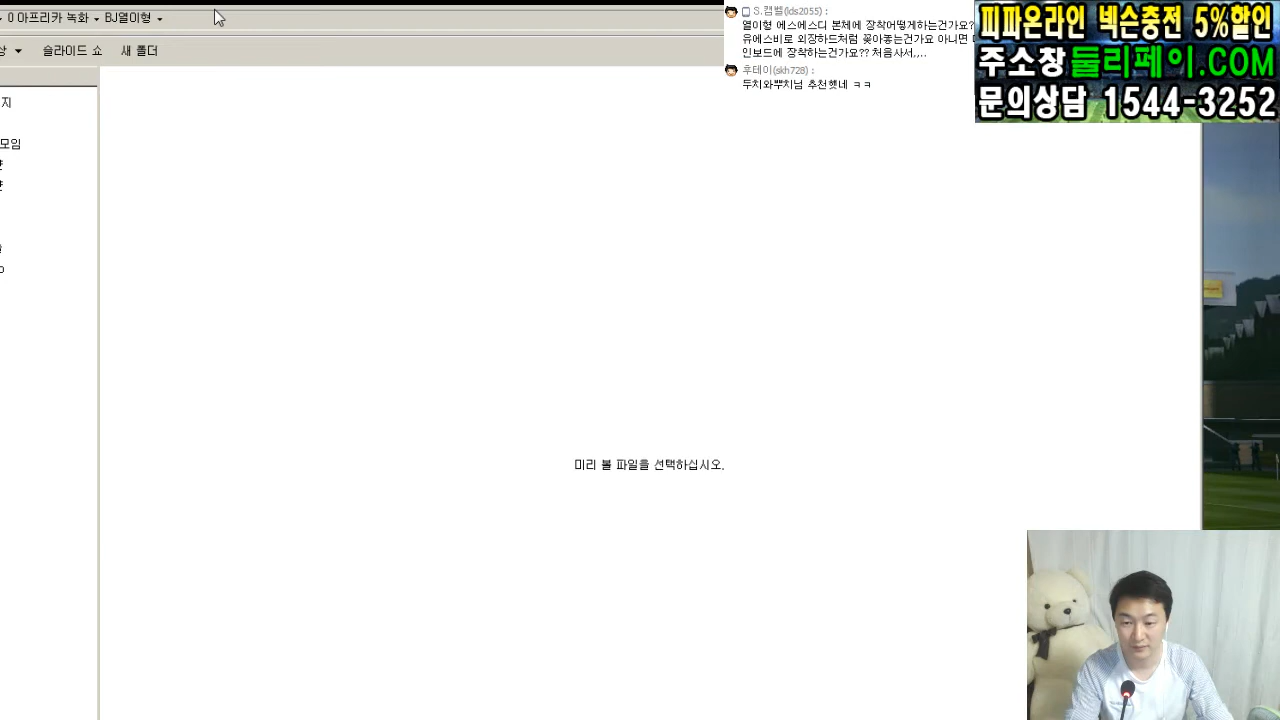 0 아프리카 녹화 ▾ BJ열이형 ▾
상 ▾ 슬라이드 쇼 새 폴더
지
모임
미리 볼 파일을 선택하십시오.
S.캡벨(lds2055) :
열이형 에스에스디 본체에 장착어떻게하는건가요?
유에스비로 외장하드처럼 꽂아놓는건가요 아니면
인보드에 장착하는건가요?? 처음사서,,..
후테이(skh728) :
두치와뿌치님 추천햇네 ㅋㅋ
피파온라인 넥슨충전 5%할인
주소창둘리페이.COM
문의상담 1544-3252